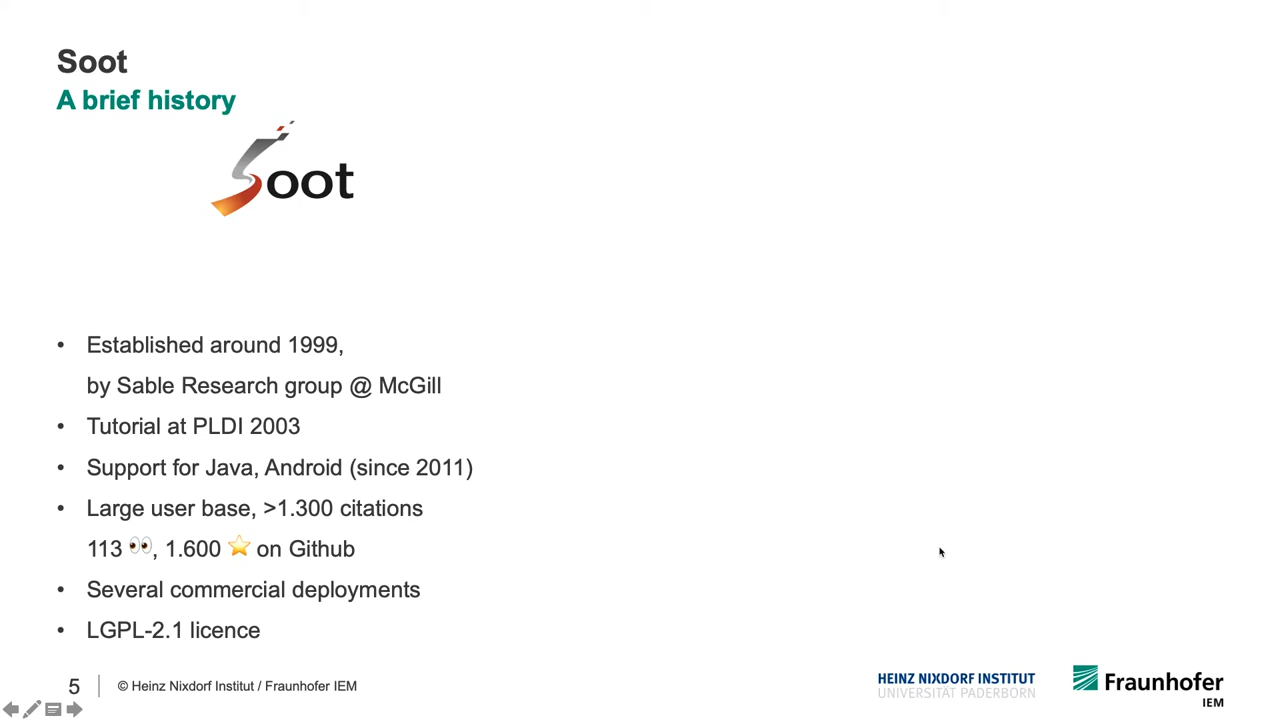 Soot
A brief history
Soot
• Established around 1999,
by Sable Research group @ McGill
• Tutorial at PLDI 2003
• Support for Java, Android (since 2011)
• Large user base, >1.300 citations
113 👀, 1.600 ⭐ on Github
• Several commercial deployments
• LGPL-2.1 licence
5 © Heinz Nixdorf Institut / Fraunhofer IEM
HEINZ NIXDORF INSTITUT
UNIVERSITÄT PADERBORN
Fraunhofer
IEM